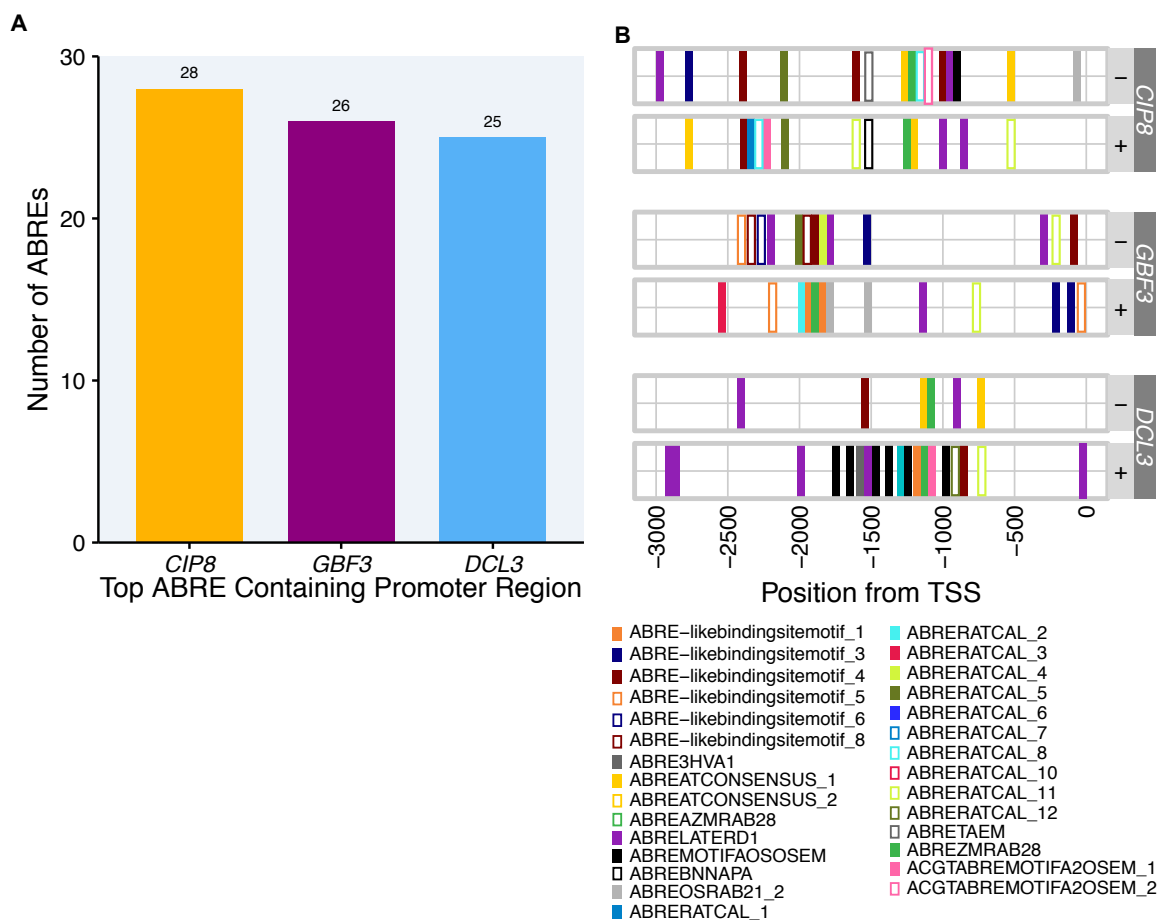 A
30
20
10
0
28
26
25
Number of ABREs
CIP8
GBF3
DCL3
Top ABRE Containing Promoter Region
B
−
+
CIP8
−
+
GBF3
−
+
DCL3
−3000
−2500
−2000
−1500
−1000
−500
0
Position from TSS
ABRE−likebindingsitemotif_1
ABRE−likebindingsitemotif_3
ABRE−likebindingsitemotif_4
ABRE−likebindingsitemotif_5
ABRE−likebindingsitemotif_6
ABRE−likebindingsitemotif_8
ABRE3HVA1
ABREATCONSENSUS_1
ABREATCONSENSUS_2
ABREAZMRAB28
ABRELATERD1
ABREMOTIFAOSOSEM
ABREBNNAPA
ABREOSRAB21_2
ABRERATCAL_1
ABRERATCAL_2
ABRERATCAL_3
ABRERATCAL_4
ABRERATCAL_5
ABRERATCAL_6
ABRERATCAL_7
ABRERATCAL_8
ABRERATCAL_10
ABRERATCAL_11
ABRERATCAL_12
ABRETAEM
ABREZMRAB28
ACGTABREMOTIFA2OSEM_1
ACGTABREMOTIFA2OSEM_2